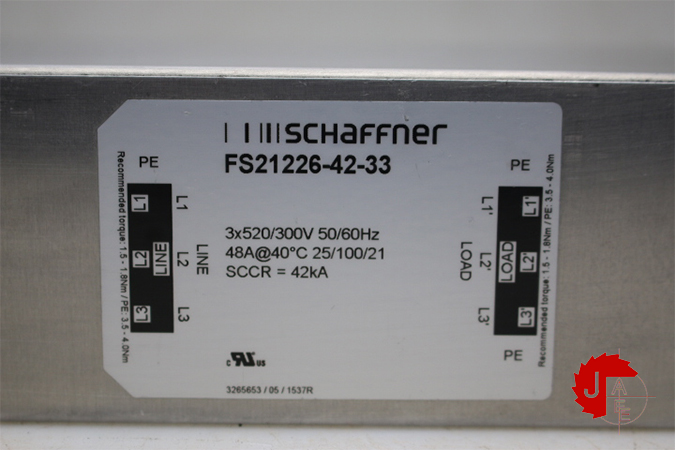 schaffner
FS21226-42-33
3x520/300V 50/60Hz
48A@40°C 25/100/21
SCCR = 42kA
c RU us
3265653 / 05 / 1537R
PE
L1
L1
L2
L2
L3
L3
LINE
LINE
Recommended torque: 1.5 - 1.8Nm / PE: 3.5 - 4.0Nm
L1'
L1'
L2'
L2'
L3'
L3'
LOAD
LOAD
PE
Recommended torque: 1.5 - 1.8Nm / PE: 3.5 - 4.0Nm
J